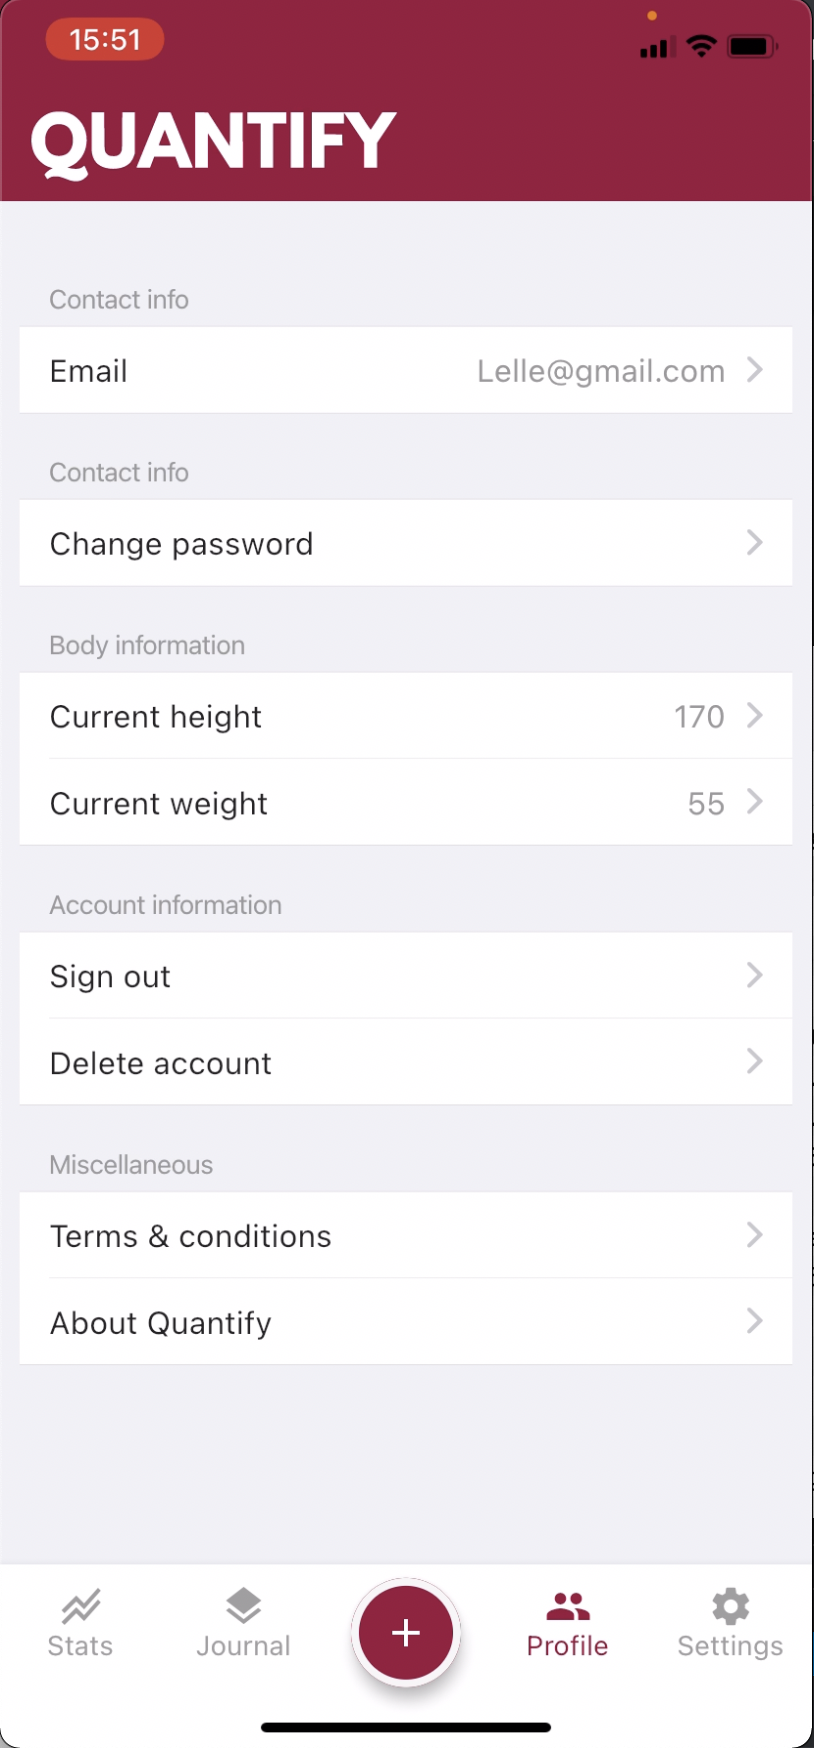 15:51
QUANTIFY
Contact info
Email Lelle@gmail.com
Contact info
Change password
Body information
Current height 170
Current weight 55
Account information
Sign out
Delete account
Miscellaneous
Terms & conditions
About Quantify
Stats Journal + Profile Settings